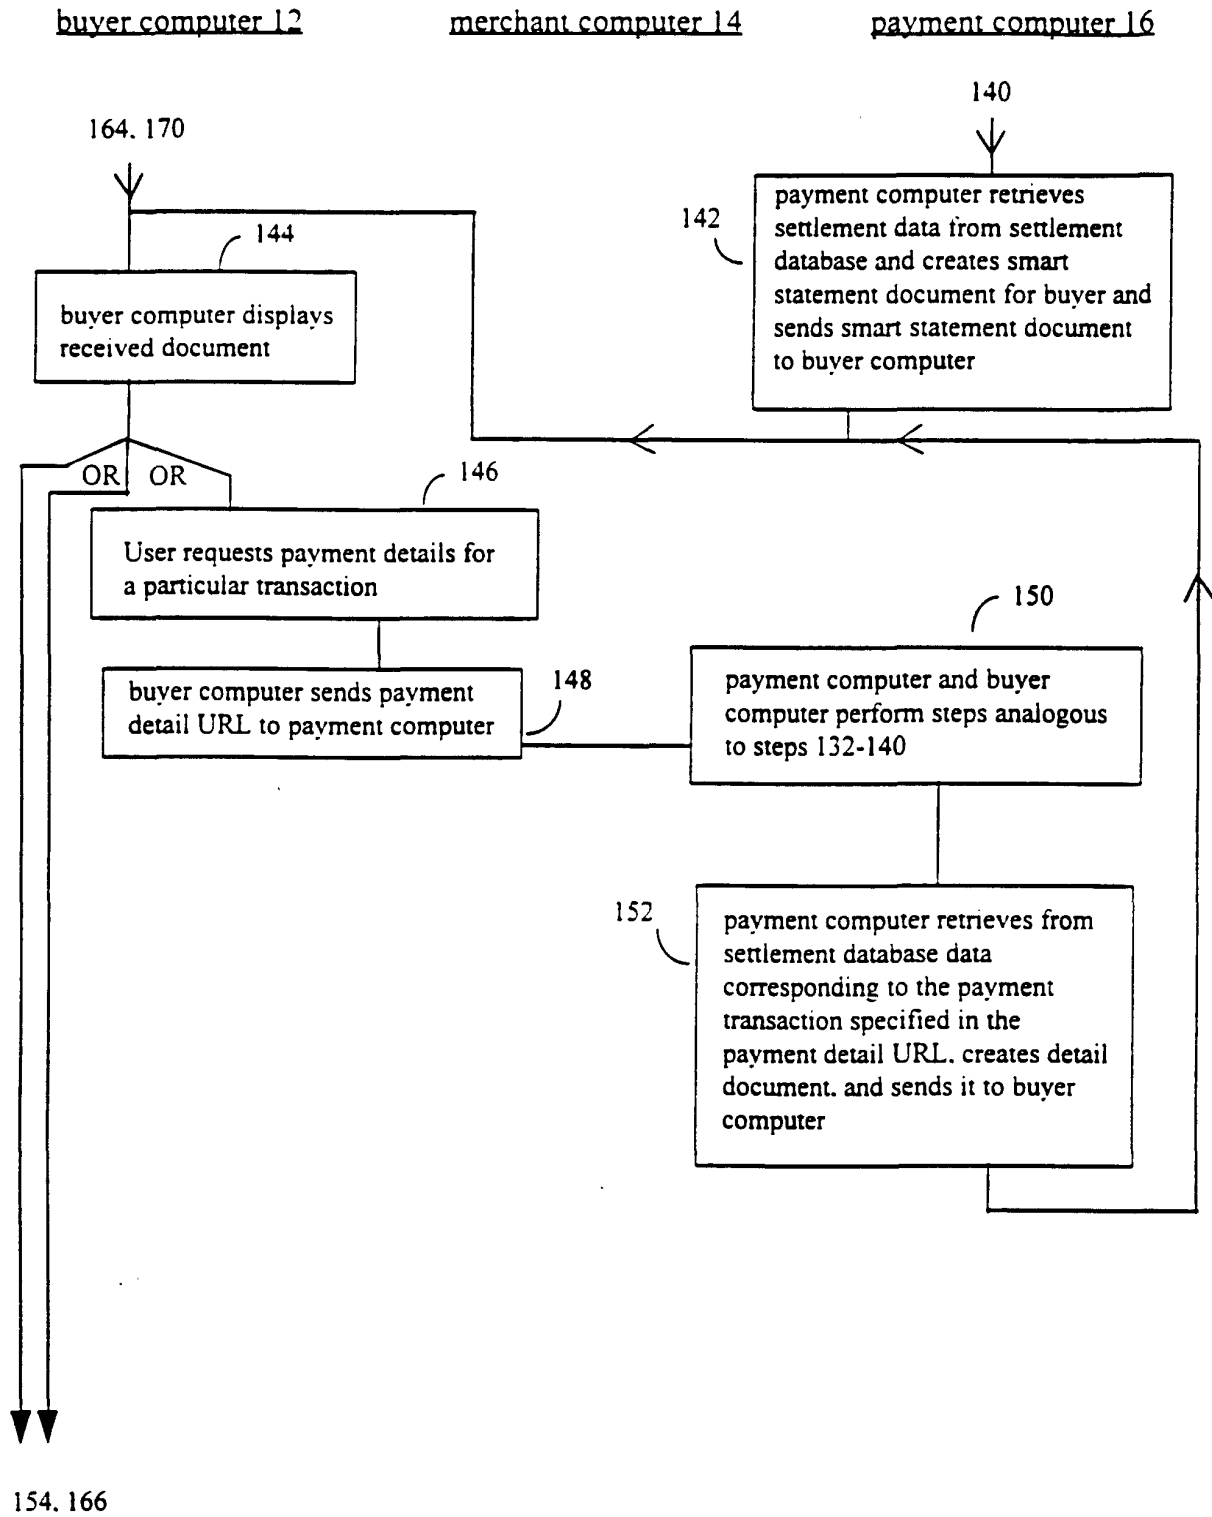 buyer computer 12
merchant computer 14
payment computer 16
140
164. 170
142
payment computer retrieves
settlement data from settlement
database and creates smart
statement document for buyer and
sends smart statement document
to buyer computer
144
buyer computer displays
received document
OR
OR
146
User requests payment details for
a particular transaction
148
buyer computer sends payment
detail URL to payment computer
150
payment computer and buyer
computer perform steps analogous
to steps 132-140
152
payment computer retrieves from
settlement database data
corresponding to the payment
transaction specified in the
payment detail URL. creates detail
document. and sends it to buyer
computer
154. 166